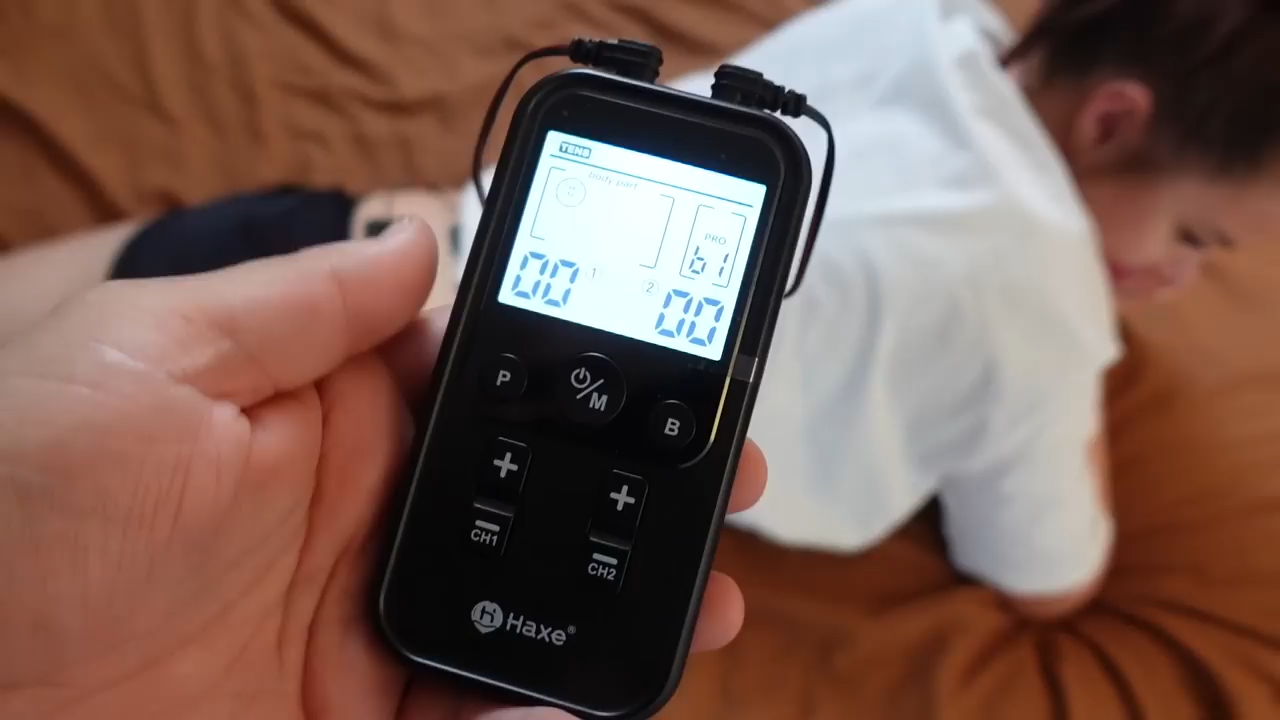 TENS
body part
PRO
b1
00 1
2 00
P
/M
B
+
+
CH1
CH2
Haxe®